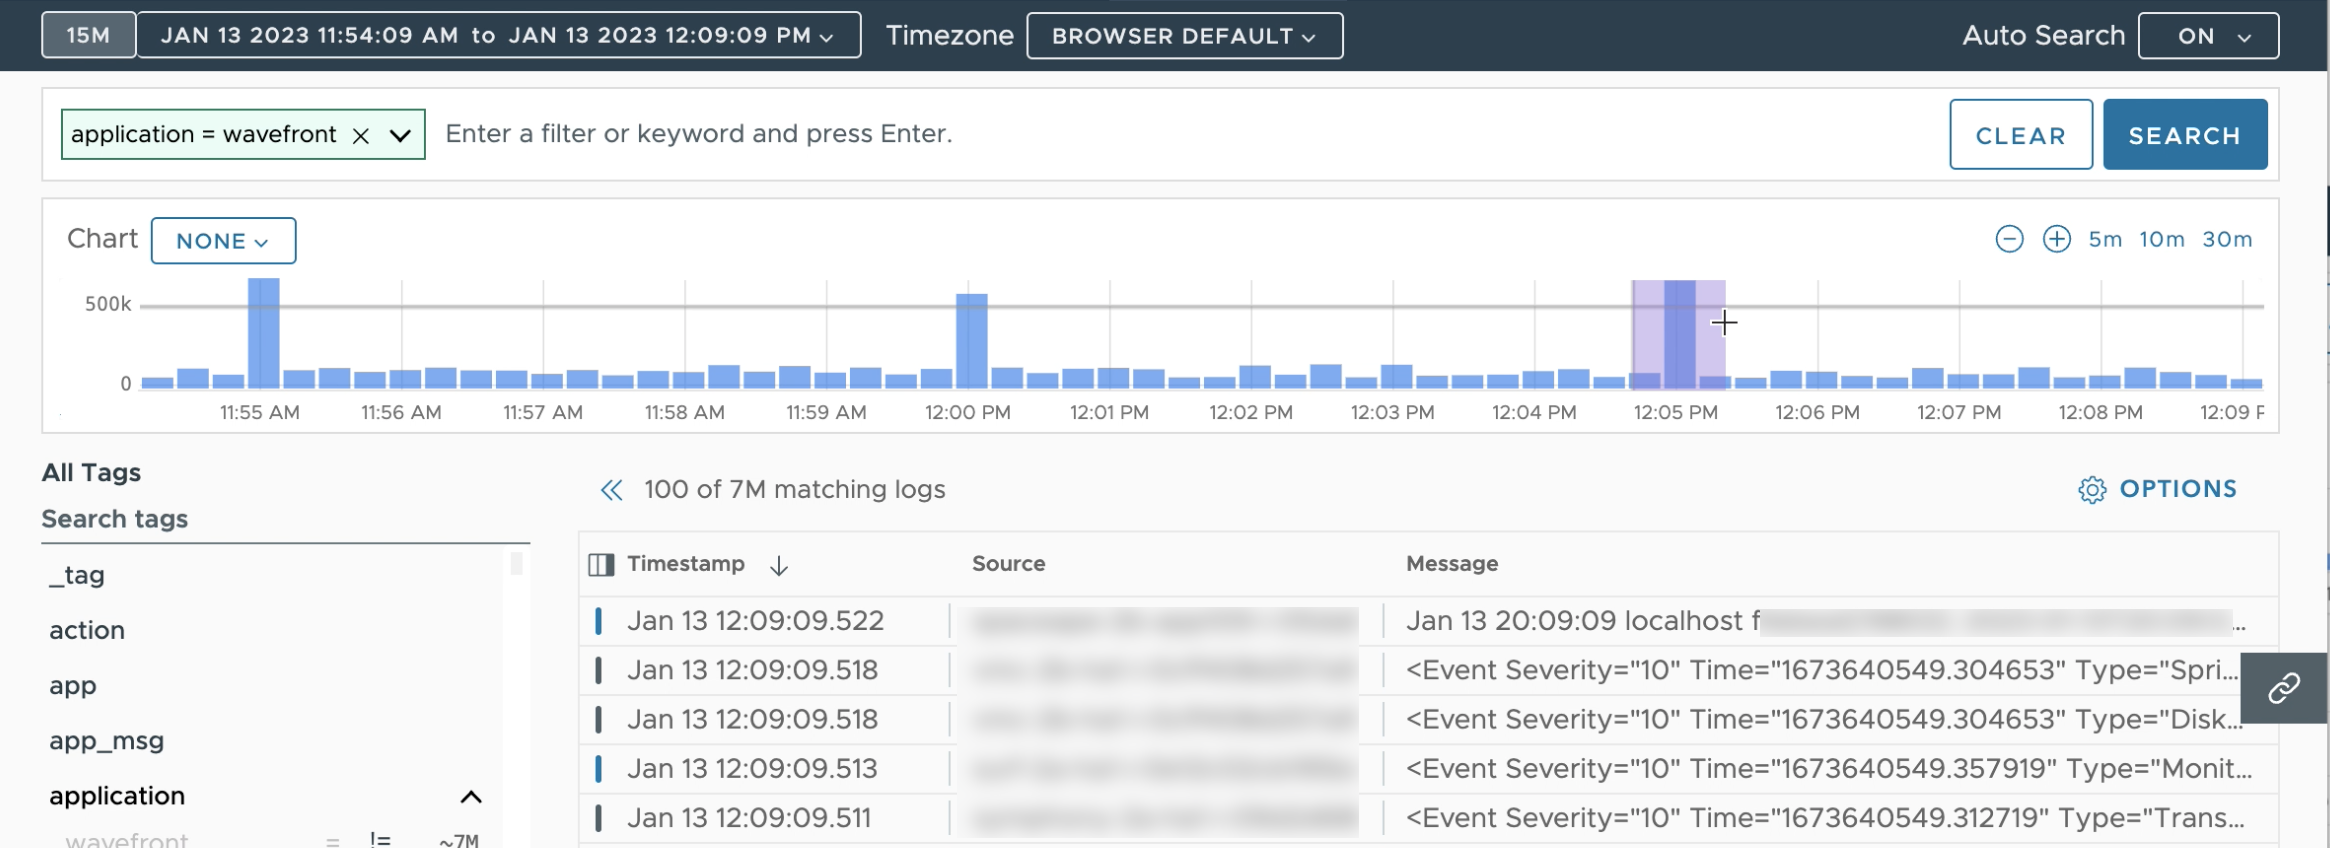 15M JAN 13 2023 11:54:09 AM to JAN 13 2023 12:09:09 PM Timezone BROWSER DEFAULT Auto Search ON
application = wavefront Enter a filter or keyword and press Enter. CLEAR SEARCH
Chart NONE 5m 10m 30m
500k
0
11:55 AM 11:56 AM 11:57 AM 11:58 AM 11:59 AM 12:00 PM 12:01 PM 12:02 PM 12:03 PM 12:04 PM 12:05 PM 12:06 PM 12:07 PM 12:08 PM 12:09 P
All Tags
Search tags
_tag
action
app
app_msg
application
wavefront = != ~7M
100 of 7M matching logs OPTIONS
Timestamp Source Message
Jan 13 12:09:09.522 Jan 13 20:09:09 localhost f ...
Jan 13 12:09:09.518 <Event Severity="10" Time="1673640549.304653" Type="Spri...
Jan 13 12:09:09.518 <Event Severity="10" Time="1673640549.304653" Type="Disk...
Jan 13 12:09:09.513 <Event Severity="10" Time="1673640549.357919" Type="Monit...
Jan 13 12:09:09.511 <Event Severity="10" Time="1673640549.312719" Type="Trans...